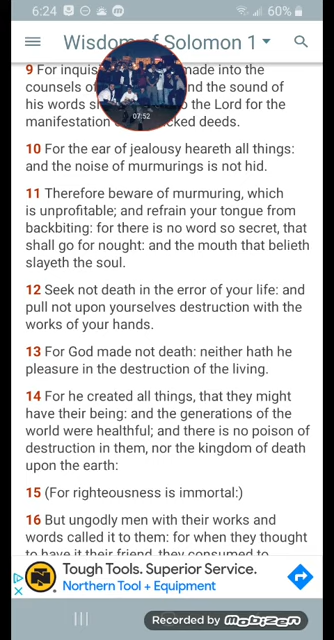 6:24
60%
Wisdom of Solomon 1
9 For inquis made into the
counsels of nd the sound of
his words s o the Lord for the
manifestation cked deeds.
07:52
10 For the ear of jealousy heareth all things:
and the noise of murmurings is not hid.
11 Therefore beware of murmuring, which
is unprofitable; and refrain your tongue from
backbiting: for there is no word so secret, that
shall go for nought: and the mouth that belieth
slayeth the soul.
12 Seek not death in the error of your life: and
pull not upon yourselves destruction with the
works of your hands.
13 For God made not death: neither hath he
pleasure in the destruction of the living.
14 For he created all things, that they might
have their being: and the generations of the
world were healthful; and there is no poison of
destruction in them, nor the kingdom of death
upon the earth:
15 (For righteousness is immortal:)
16 But ungodly men with their works and
words called it to them: for when they thought
to have it their friend, they consumed to
Tough Tools. Superior Service.
Northern Tool + Equipment
Recorded by mobizen